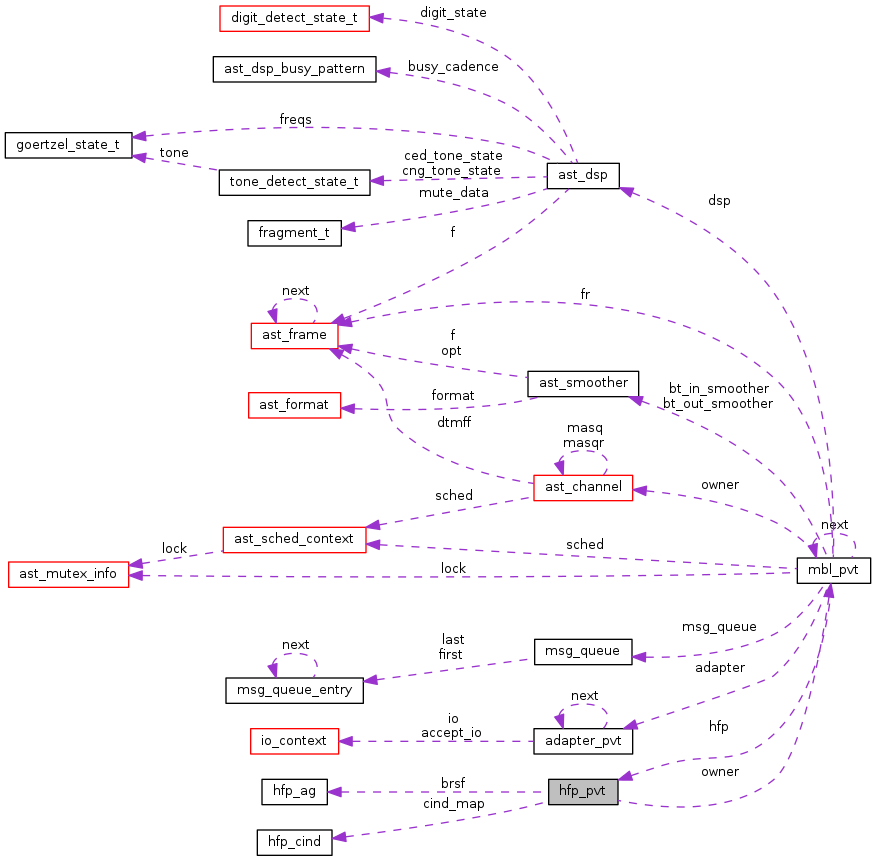 digit_detect_state_t
digit_state
ast_dsp_busy_pattern
busy_cadence
freqs
goertzel_state_t
tone
ced_tone_state
cng_tone_state
tone_detect_state_t
ast_dsp
mute_data
dsp
fragment_t
f
next
fr
ast_frame
f
opt
ast_smoother
bt_in_smoother
bt_out_smoother
format
ast_format
dtmff
masq
masqr
ast_channel
owner
sched
next
ast_sched_context
lock
sched
mbl_pvt
ast_mutex_info
lock
msg_queue
last
first
msg_queue
next
adapter
msg_queue_entry
next
io
accept_io
hfp
io_context
adapter_pvt
owner
brsf
hfp_ag
hfp_pvt
cind_map
hfp_cind